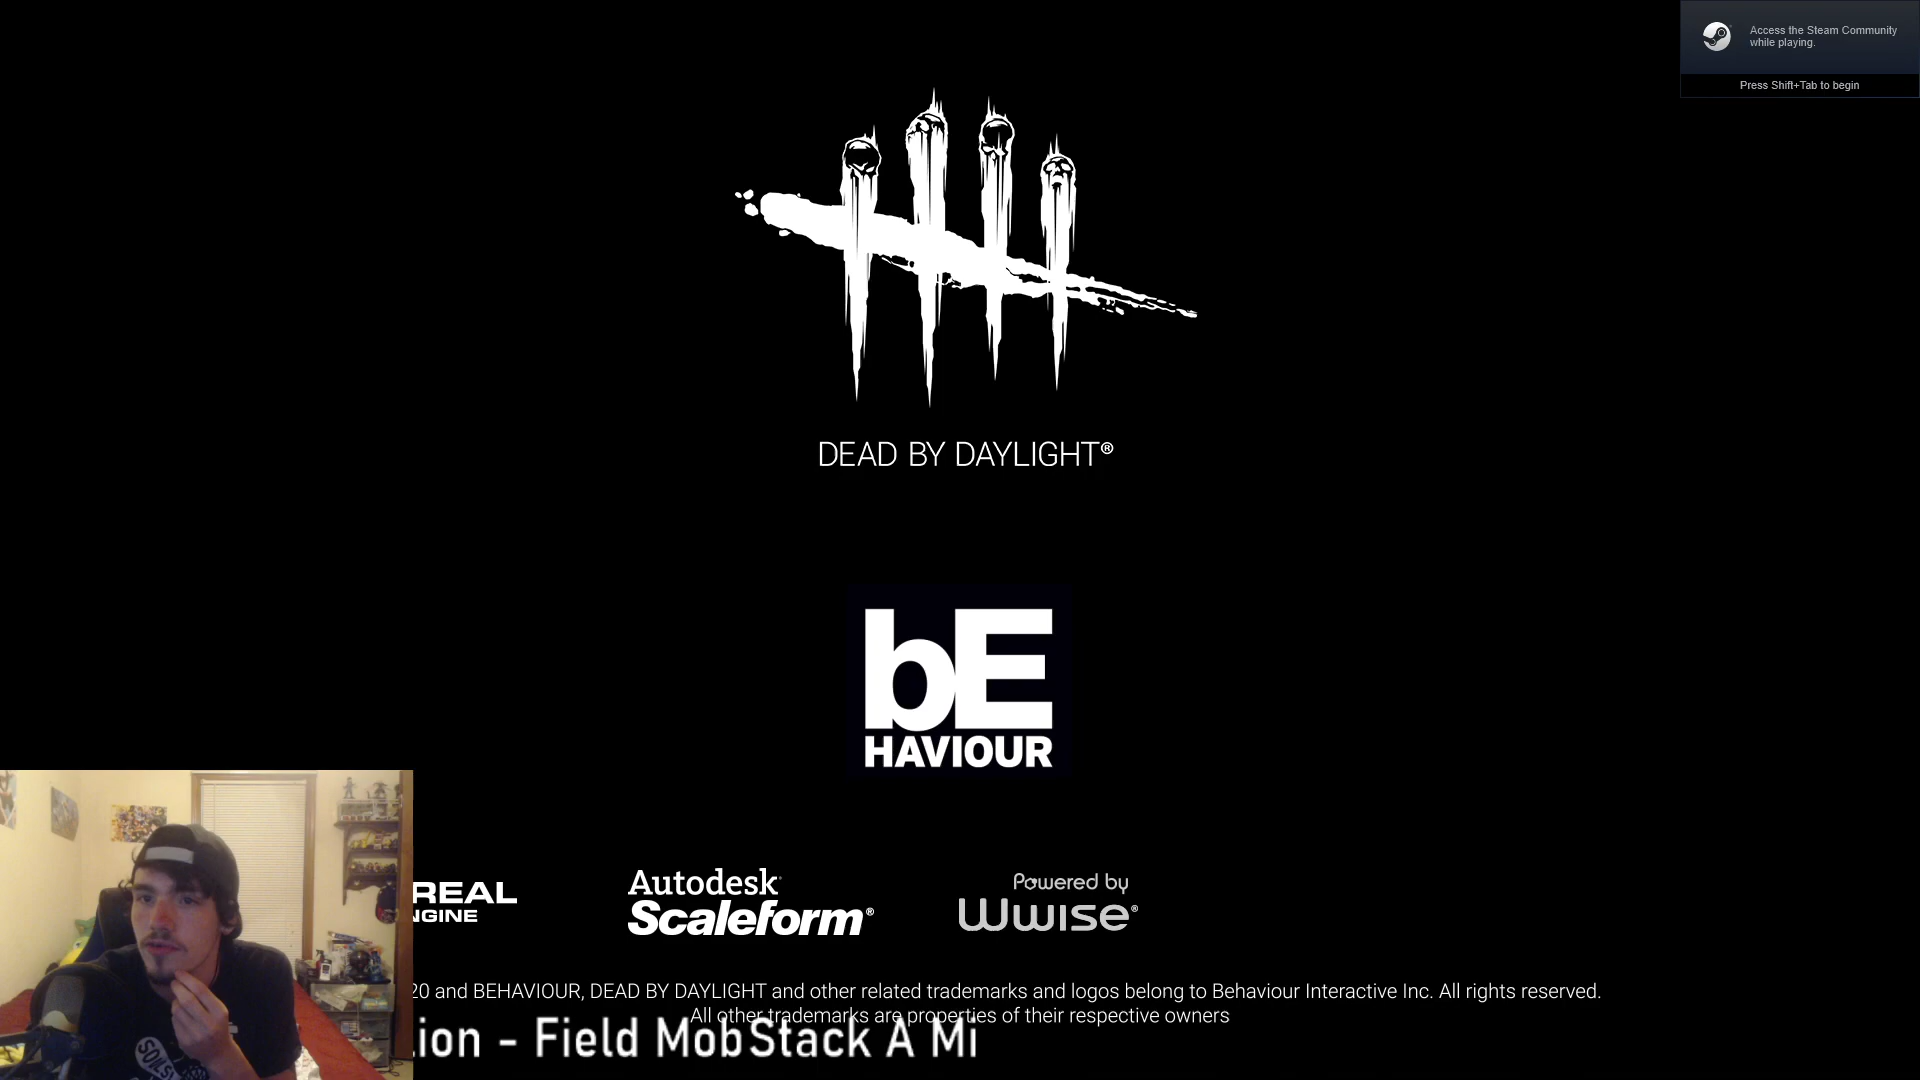 Access the Steam Community
while playing.
Press Shift+Tab to begin
DEAD BY DAYLIGHT®
bE
HAVIOUR
REAL
NGINE
Autodesk
Scaleform®
Powered by
Wwise®
20 and BEHAVIOUR, DEAD BY DAYLIGHT and other related trademarks and logos belong to Behaviour Interactive Inc. All rights reserved.
All other trademarks are properties of their respective owners
ion - Field MobStack A Mi